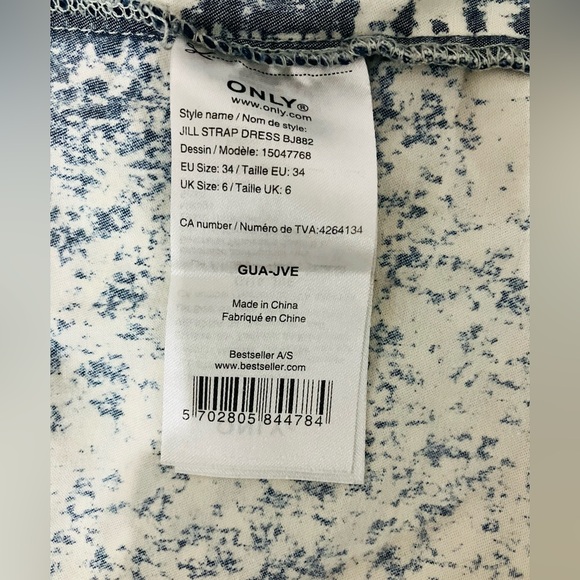 ONLY®
www.only.com
Style name / Nom de style:
JILL STRAP DRESS BJ882
Dessin / Modèle: 15047768
EU Size: 34 / Taille EU: 34
UK Size: 6 / Taille UK: 6
CA number / Numéro de TVA:4264134
GUA-JVE
Made in China
Fabriqué en Chine
Bestseller A/S
www.bestseller.com
5 702805 844784